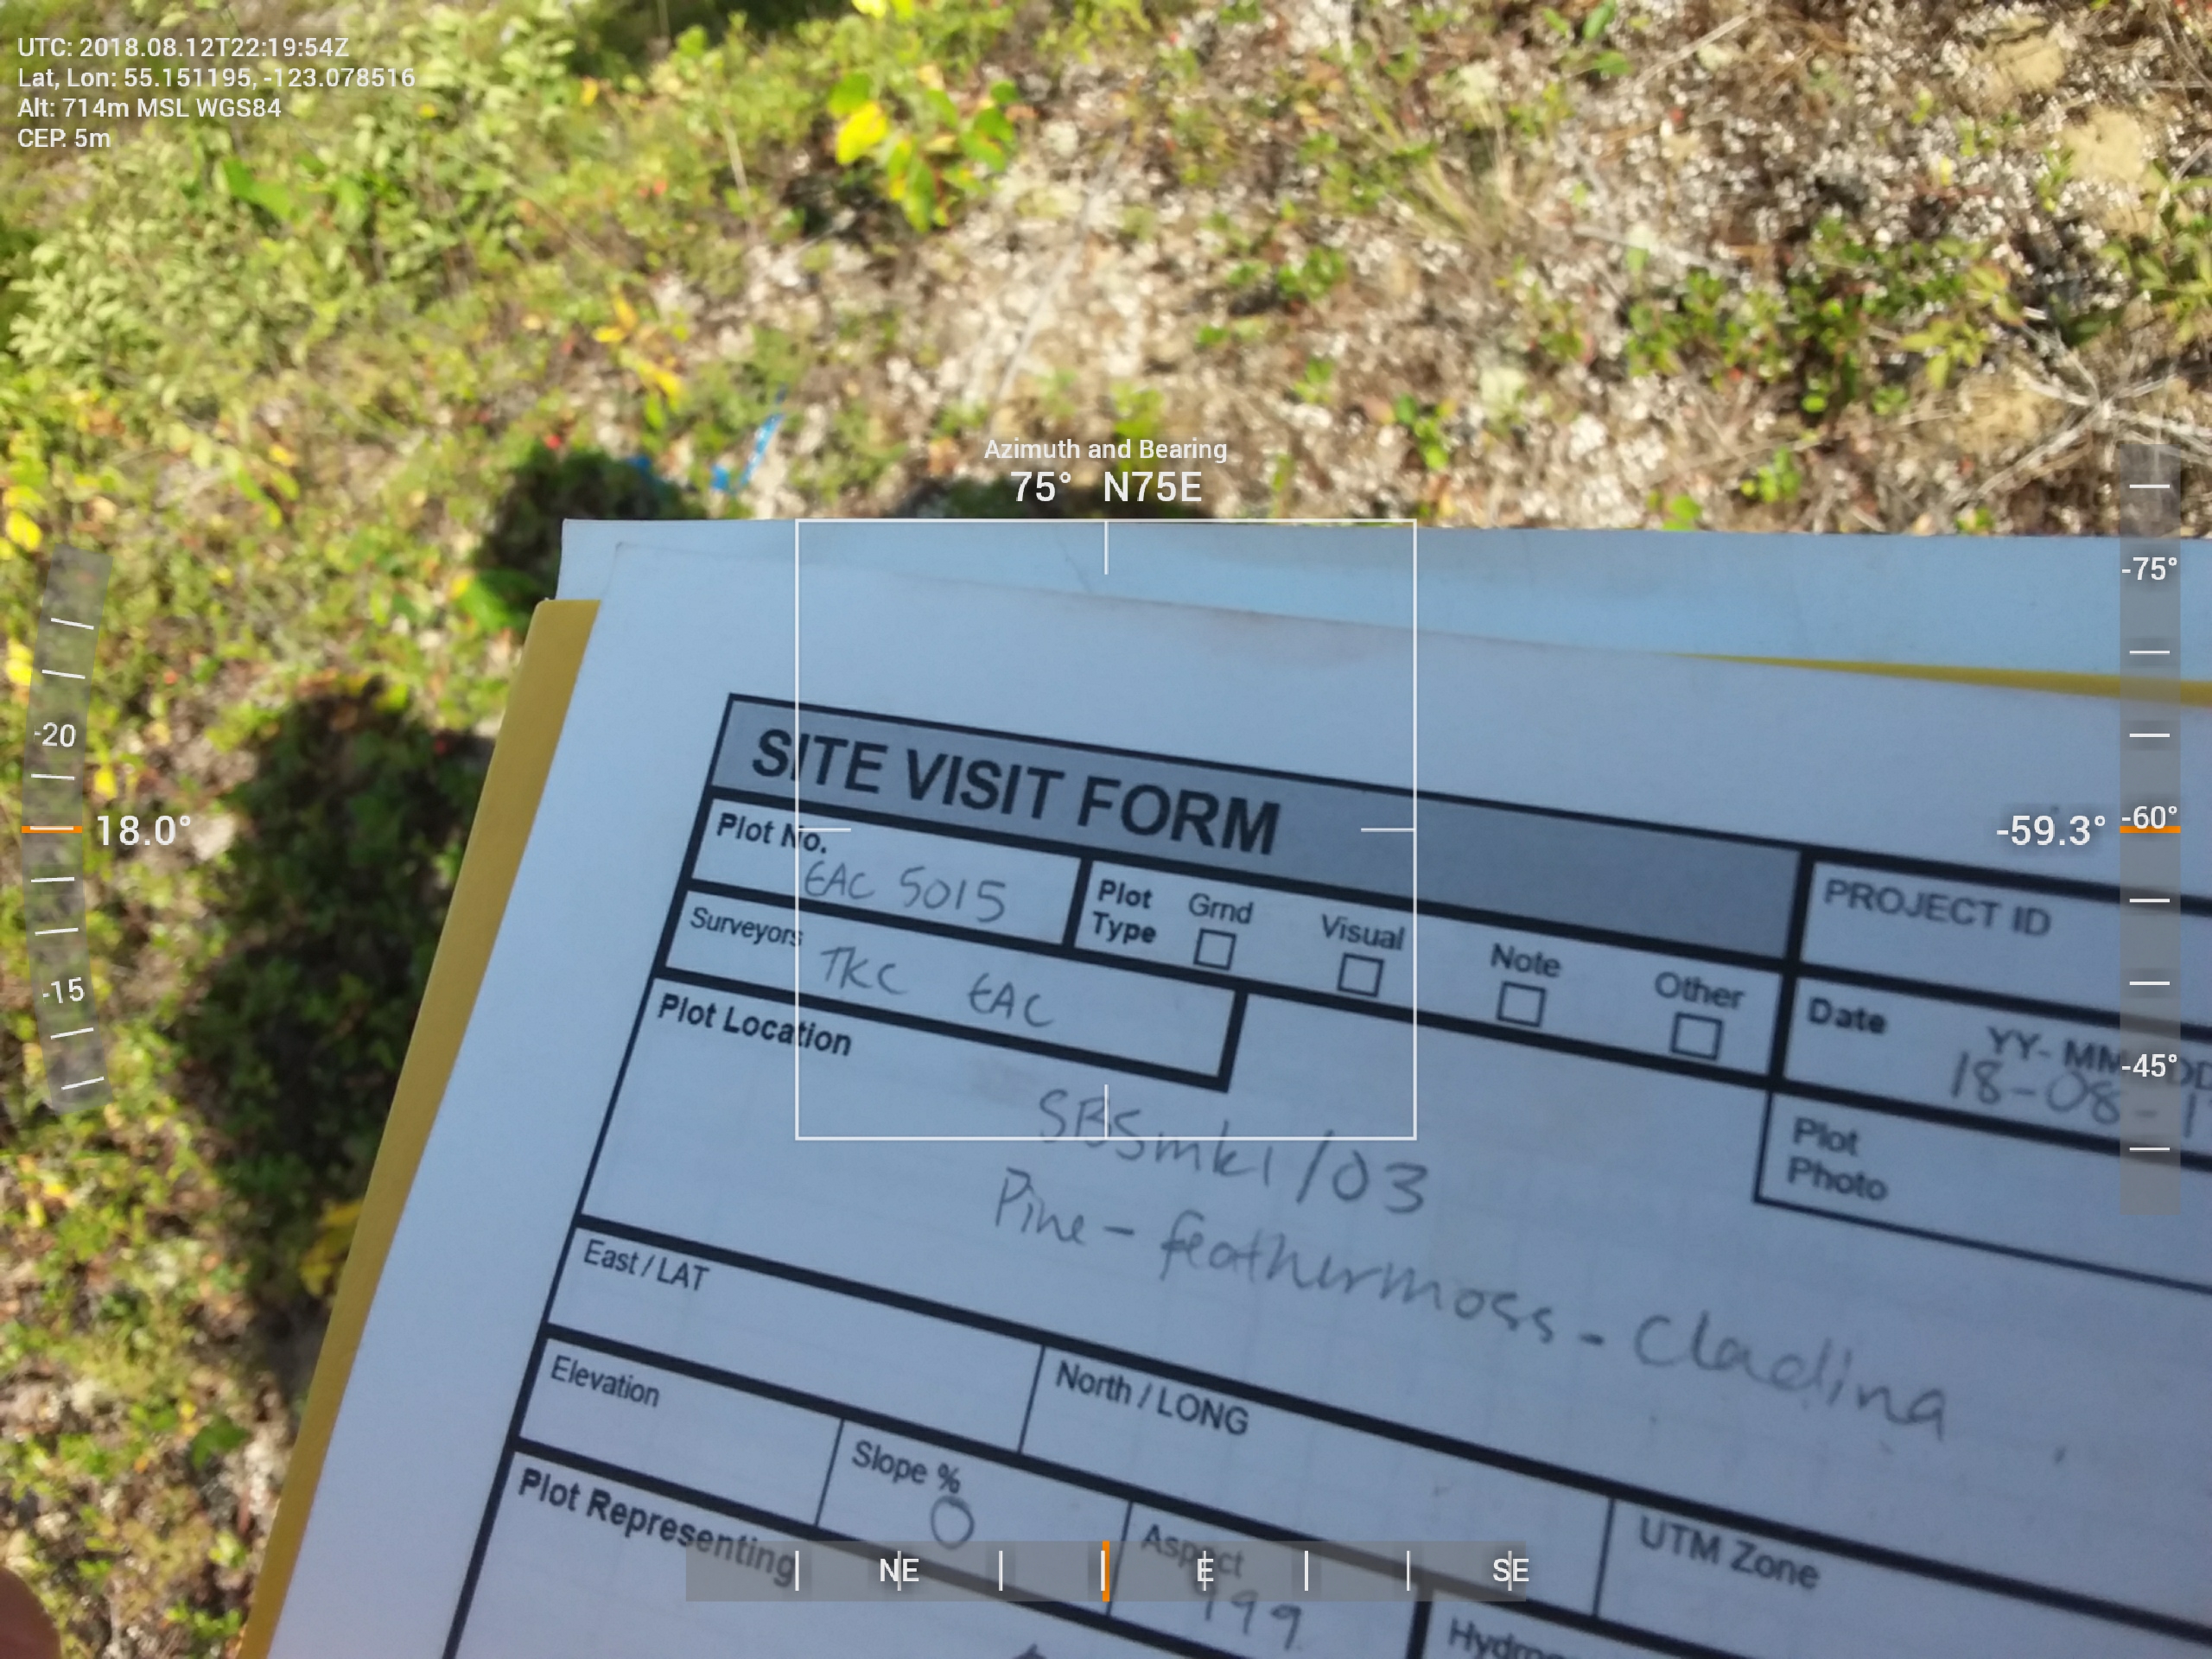 UTC: 2018.08.12T22:19:54Z
Lat, Lon: 55.151195, -123.078516
Alt: 714m MSL WGS84
CEP: 5m
Azimuth and Bearing
75° N75E
-75°
-20
18.0°
-59.3° -60°
-15
-45°
SITE VISIT FORM
PROJECT ID
Plot No.
EAC 5015
Plot Type
Grnd
Visual
Note
Other
Date
YY- MM
18-08-1
Surveyors
TKC EAC
Plot Location
SBSmk1/03
Pine - feathermoss - Cladina
Plot Photo
East / LAT
North / LONG
UTM Zone
Elevation
Slope %
0
Aspect
999
Plot Representing
NE
E
SE